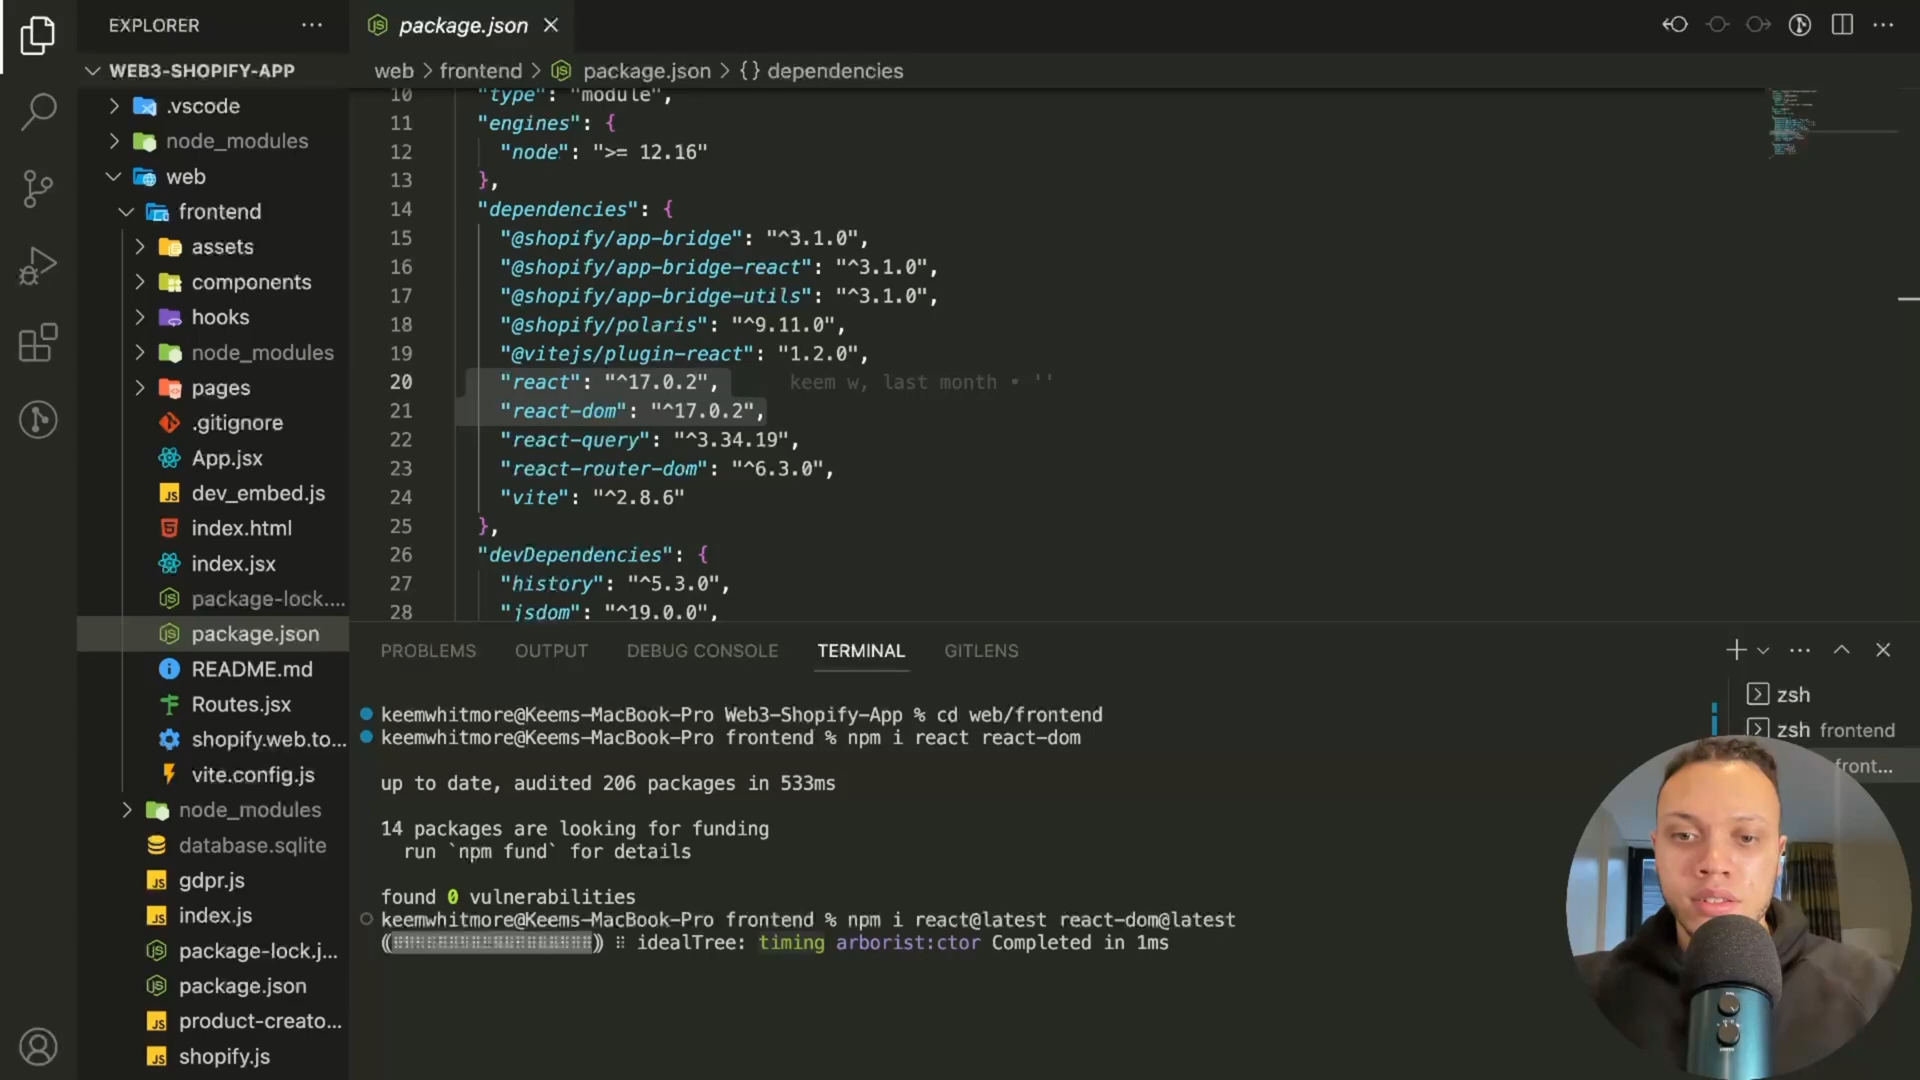 EXPLORER
WEB3-SHOPIFY-APP
.vscode
node_modules
web
frontend
assets
components
hooks
node_modules
pages
.gitignore
App.jsx
dev_embed.js
index.html
index.jsx
package-lock....
package.json
README.md
Routes.jsx
shopify.web.to...
vite.config.js
node_modules
database.sqlite
gdpr.js
index.js
package-lock.j...
package.json
product-creato...
shopify.js
package.json
web > frontend > package.json > {} dependencies
10 "type": "module",
11 "engines": {
12 "node": ">= 12.16"
13 },
14 "dependencies": {
15 "@shopify/app-bridge": "^3.1.0",
16 "@shopify/app-bridge-react": "^3.1.0",
17 "@shopify/app-bridge-utils": "^3.1.0",
18 "@shopify/polaris": "^9.11.0",
19 "@vitejs/plugin-react": "1.2.0",
20 "react": "^17.0.2", keem w, last month • ''
21 "react-dom": "^17.0.2",
22 "react-query": "^3.34.19",
23 "react-router-dom": "^6.3.0",
24 "vite": "^2.8.6"
25 },
26 "devDependencies": {
27 "history": "^5.3.0",
28 "jsdom": "^19.0.0",
PROBLEMS OUTPUT DEBUG CONSOLE TERMINAL GITLENS
keemwhitmore@Keems-MacBook-Pro Web3-Shopify-App % cd web/frontend
keemwhitmore@Keems-MacBook-Pro frontend % npm i react react-dom
up to date, audited 206 packages in 533ms
14 packages are looking for funding
run `npm fund` for details
found 0 vulnerabilities
keemwhitmore@Keems-MacBook-Pro frontend % npm i react@latest react-dom@latest
idealTree: timing arborist:ctor Completed in 1ms
zsh
zsh frontend
front...